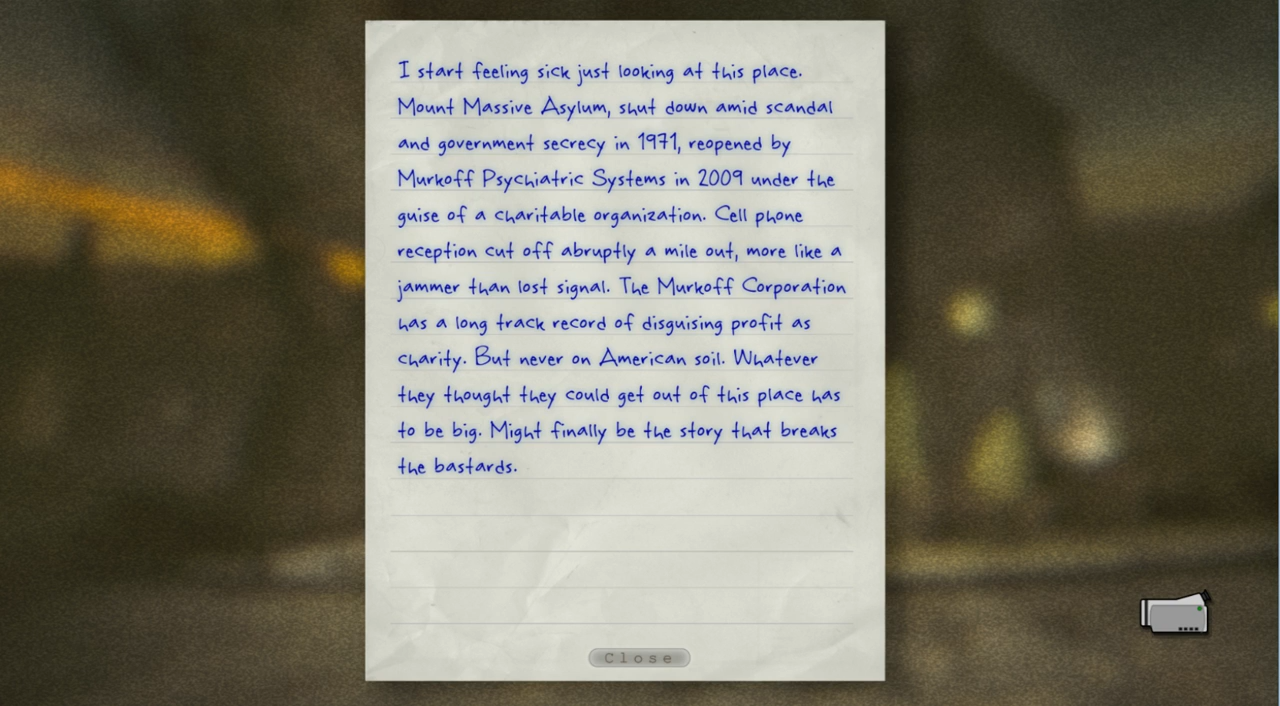 I start feeling sick just looking at this place.
Mount Massive Asylum, shut down amid scandal
and government secrecy in 1971, reopened by
Murkoff Psychiatric Systems in 2009 under the
guise of a charitable organization. Cell phone
reception cut off abruptly a mile out, more like a
jammer than lost signal. The Murkoff Corporation
has a long track record of disguising profit as
charity. But never on American soil. Whatever
they thought they could get out of this place has
to be big. Might finally be the story that breaks
the bastards.
Close